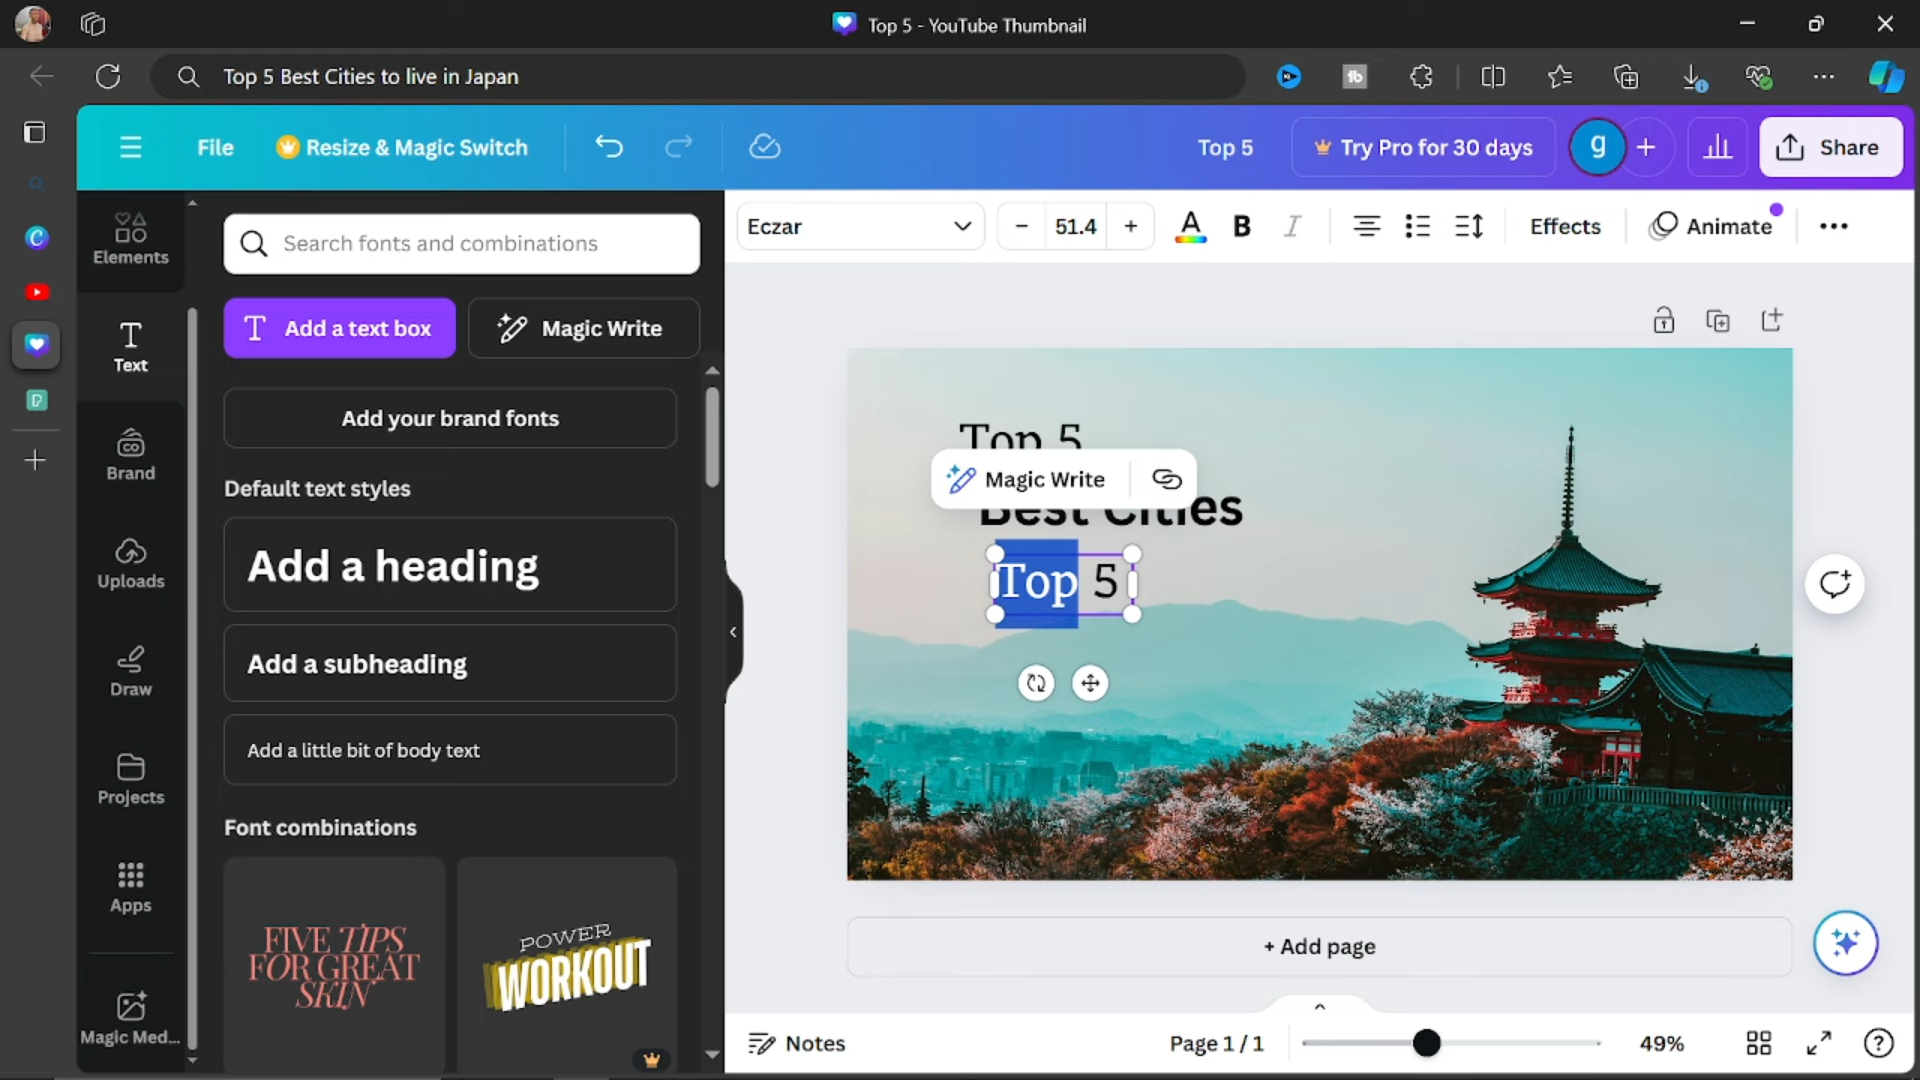 Top 5 - YouTube Thumbnail
Top 5 Best Cities to live in Japan
File
Resize & Magic Switch
Top 5
Try Pro for 30 days
g
Share
Elements
Text
Brand
Uploads
Draw
Projects
Apps
Magic Med...
Search fonts and combinations
Add a text box
Magic Write
Add your brand fonts
Default text styles
Add a heading
Add a subheading
Add a little bit of body text
Font combinations
FIVE TIPS
FOR GREAT
SKIN
POWER
WORKOUT
Eczar
51.4
Effects
Animate
Top 5
Magic Write
Best Cities
Top 5
+ Add page
Notes
Page 1 / 1
49%